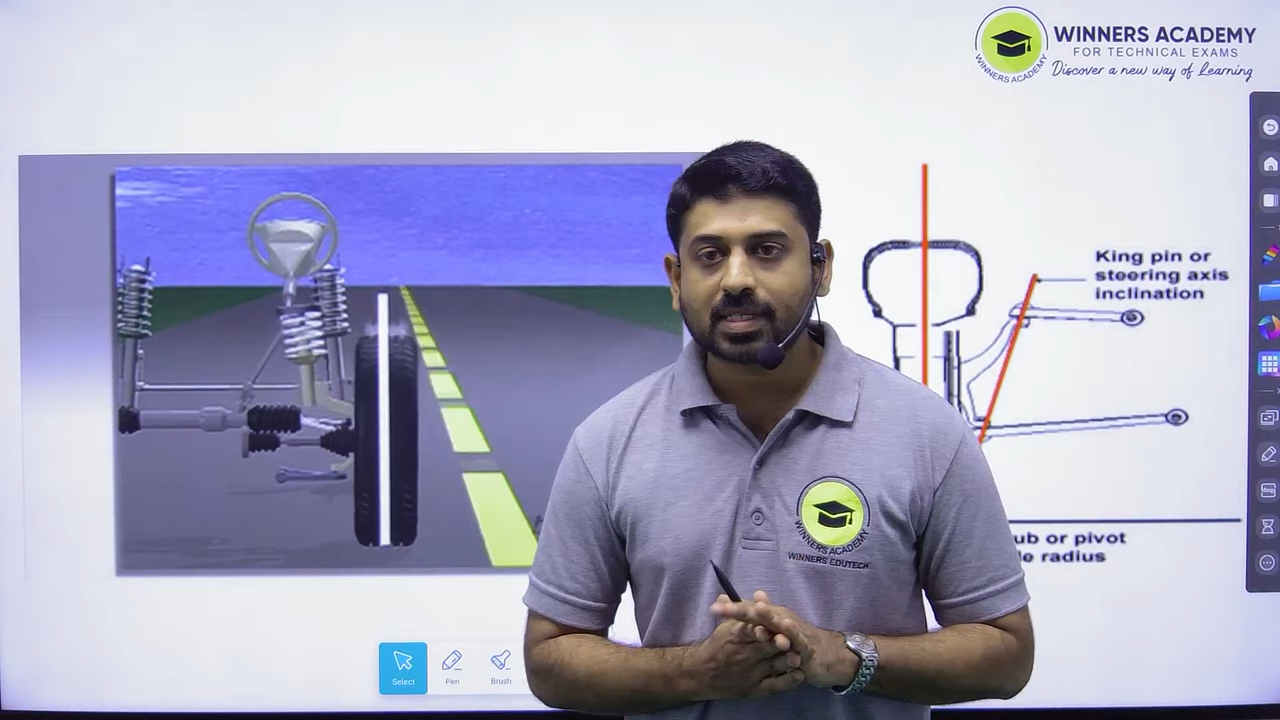 WINNERS ACADEMY
FOR TECHNICAL EXAMS
Discover a new way of Learning
WINNERS ACADEMY
King pin or
steering axis
inclination
ub or pivot
le radius
WINNERS ACADEMY
WINNERS EDUTECH
Select
Pen
Brush